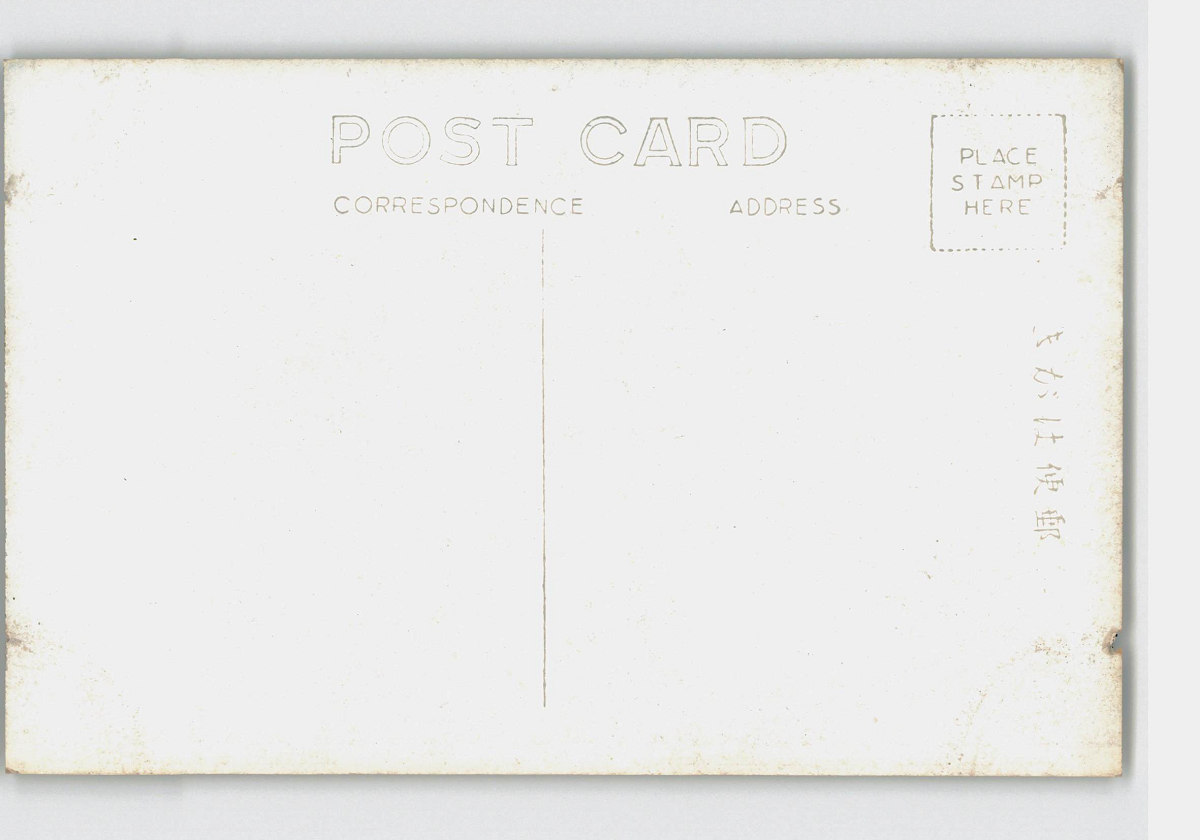 POST CARD
CORRESPONDENCE
ADDRESS
PLACE
STAMP
HERE
郵便はがき